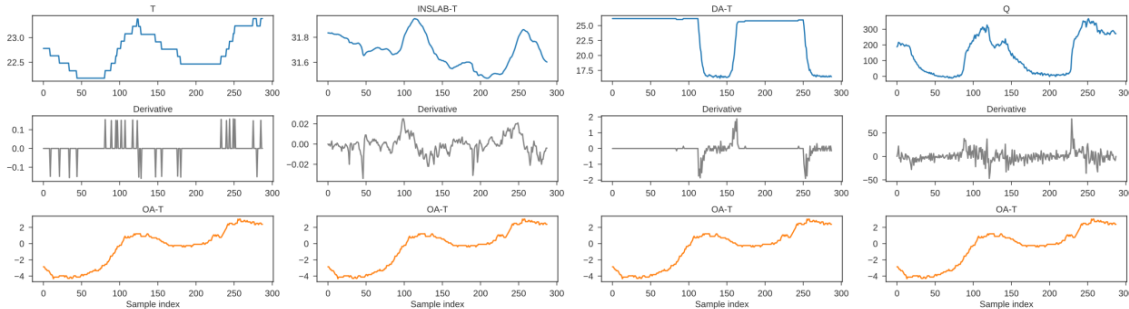 T INSLAB-T DA-T Q
23.0 31.8 25.0 300
22.5 31.6 22.5 200
20.0 100
17.5 0
0 50 100 150 200 250 300 0 50 100 150 200 250 300 0 50 100 150 200 250 300 0 50 100 150 200 250 300
Derivative Derivative Derivative Derivative
0.1 0.02 2 50
0.0 0.00 1 0
−0.1 −0.02 0 −50
−1
−2
0 50 100 150 200 250 300 0 50 100 150 200 250 300 0 50 100 150 200 250 300 0 50 100 150 200 250 300
OA-T OA-T OA-T OA-T
2 2 2 2
0 0 0 0
−2 −2 −2 −2
−4 −4 −4 −4
0 50 100 150 200 250 300 0 50 100 150 200 250 300 0 50 100 150 200 250 300 0 50 100 150 200 250 300
Sample index Sample index Sample index Sample index